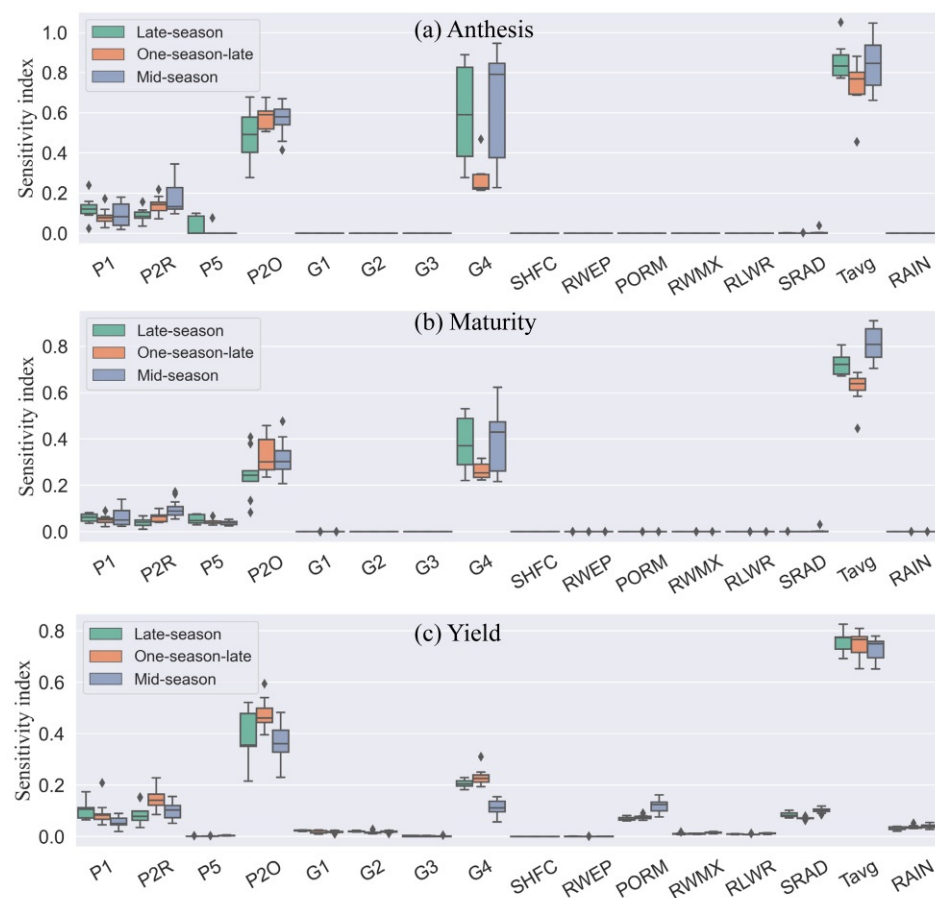 (a) Anthesis
Late-season
One-season-late
Mid-season
Sensitivity index
1.0
0.8
0.6
0.4
0.2
0.0
P1 P2R P5 P2O G1 G2 G3 G4 SHFC RWEP PORM RWMX RLWR SRAD Tavg RAIN
(b) Maturity
Late-season
One-season-late
Mid-season
Sensitivity index
0.8
0.6
0.4
0.2
0.0
P1 P2R P5 P2O G1 G2 G3 G4 SHFC RWEP PORM RWMX RLWR SRAD Tavg RAIN
(c) Yield
Late-season
One-season-late
Mid-season
Sensitivity index
0.8
0.6
0.4
0.2
0.0
P1 P2R P5 P2O G1 G2 G3 G4 SHFC RWEP PORM RWMX RLWR SRAD Tavg RAIN